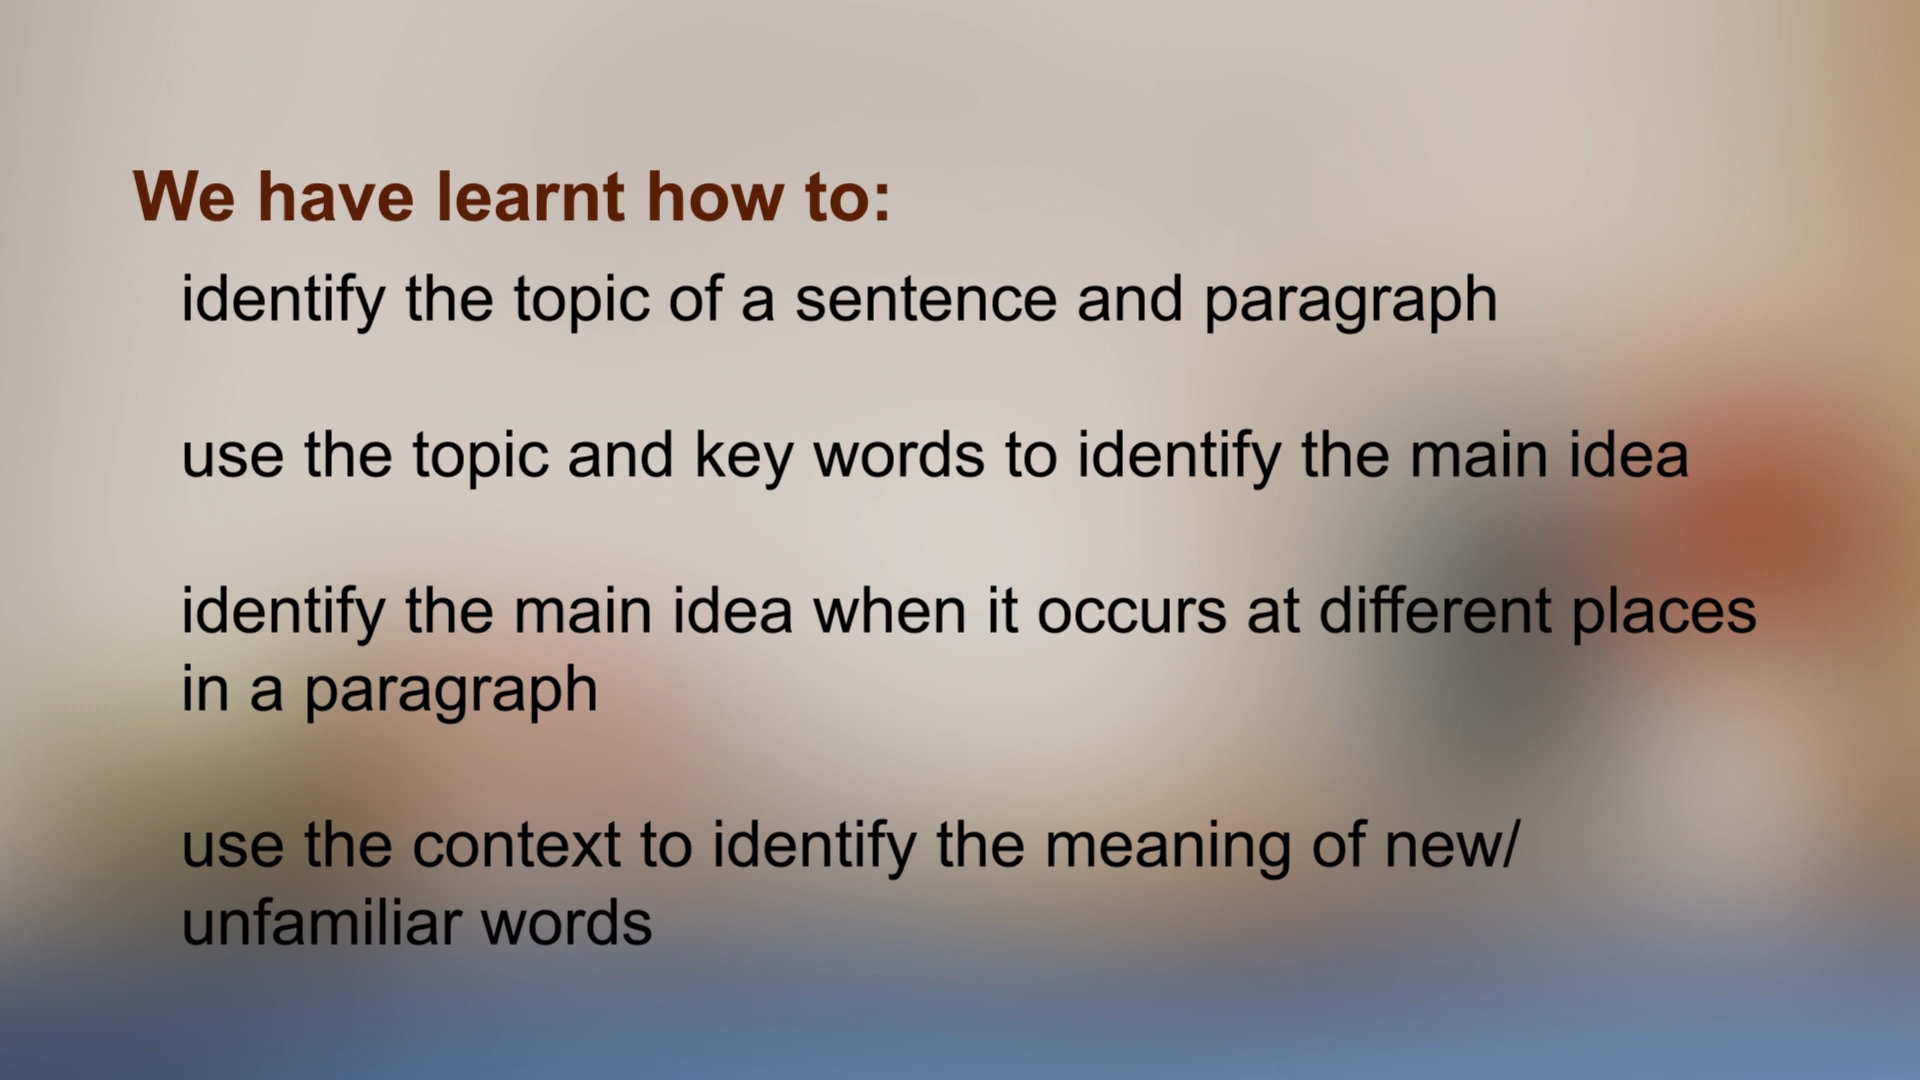 We have learnt how to:
identify the topic of a sentence and paragraph
use the topic and key words to identify the main idea
identify the main idea when it occurs at different places
in a paragraph
use the context to identify the meaning of new/
unfamiliar words